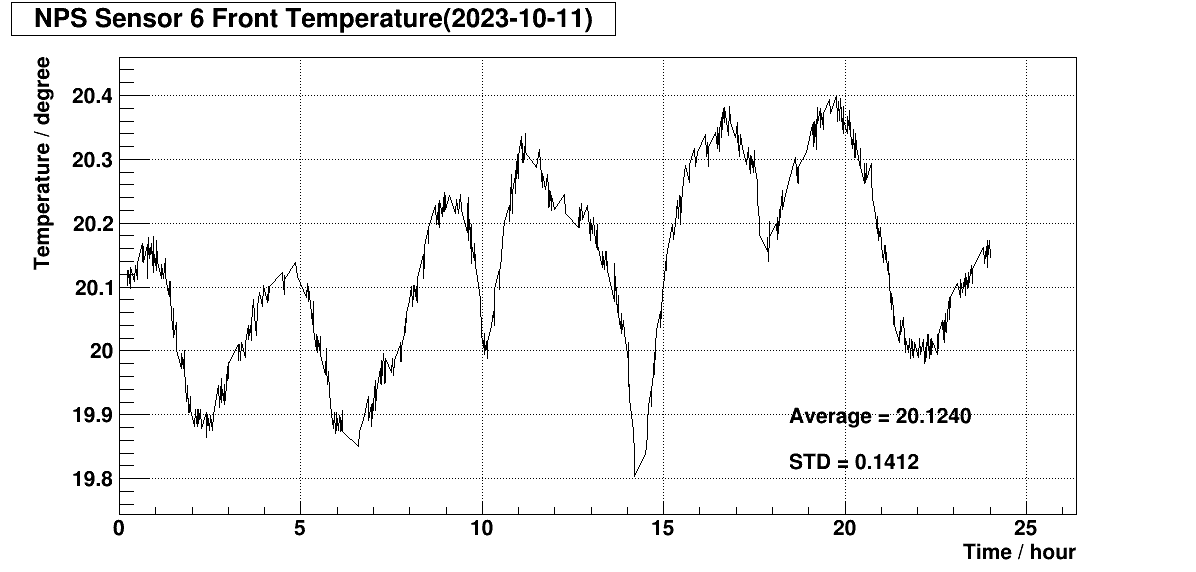 NPS Sensor 6 Front Temperature(2023-10-11)
Temperature / degree
20.4
20.3
20.2
20.1
20
19.9
19.8
Average = 20.1240
STD = 0.1412
0 5 10 15 20 25
Time / hour